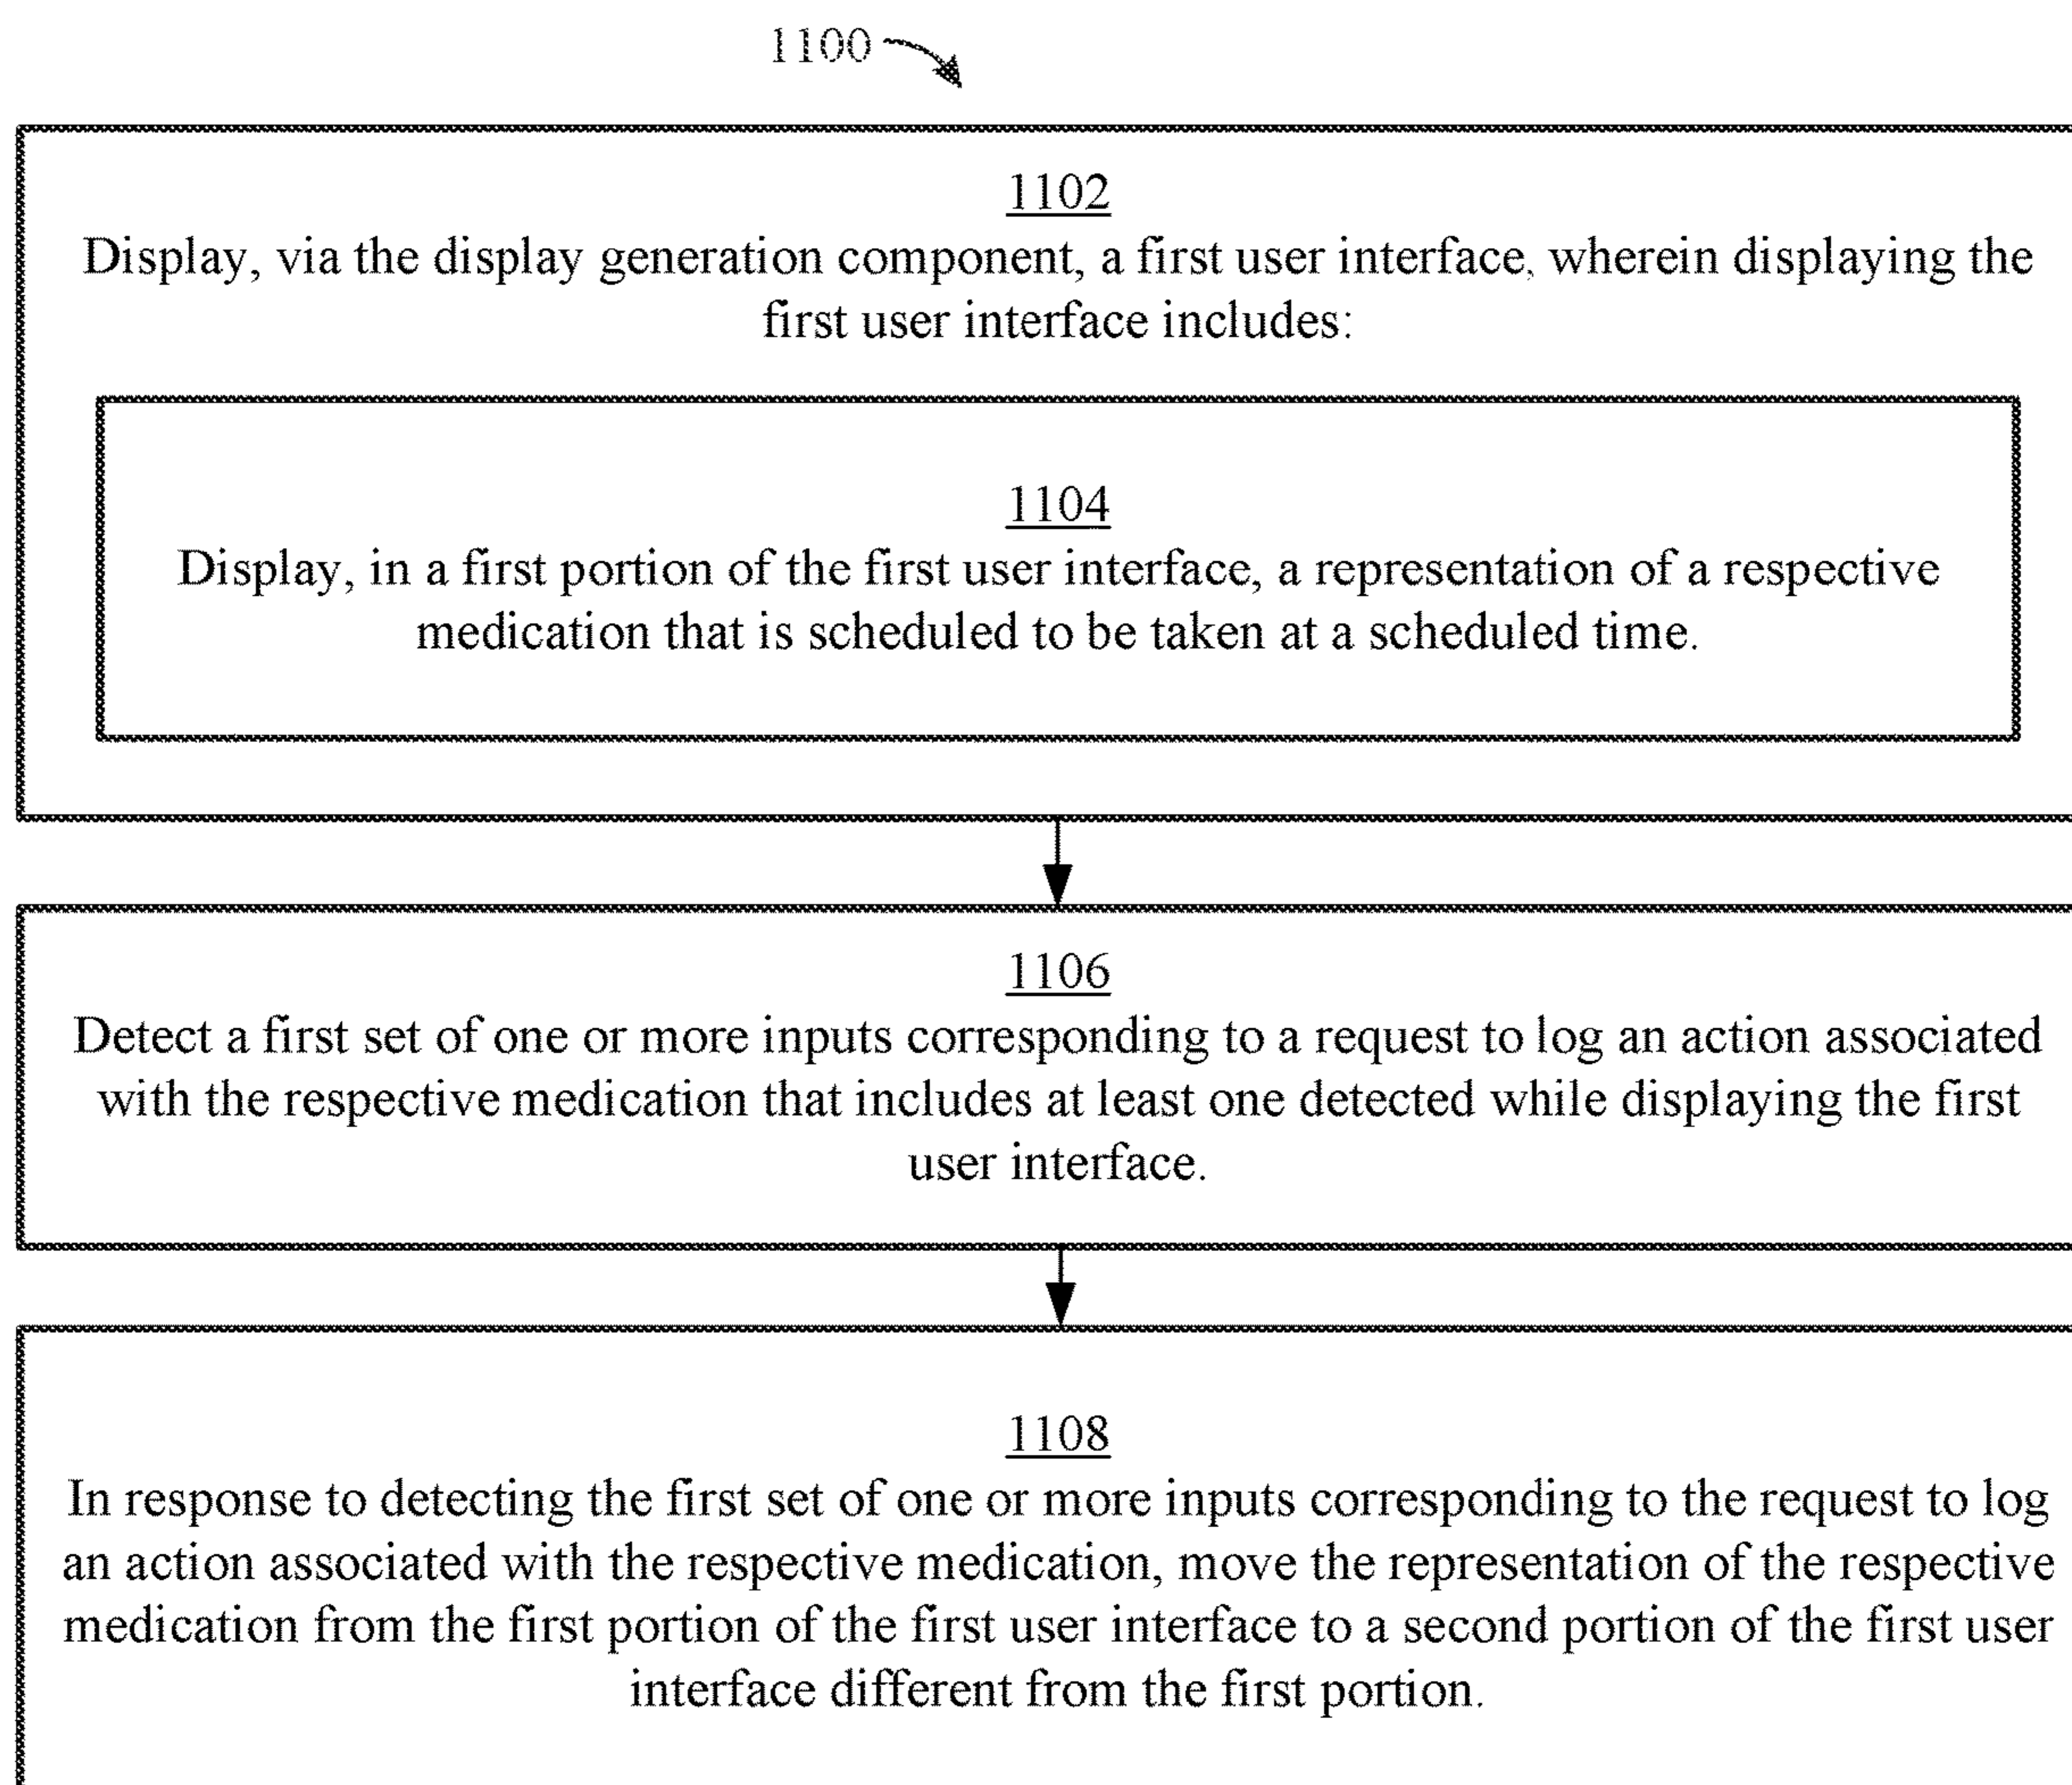 1100
1102
Display, via the display generation component, a first user interface, wherein displaying the
first user interface includes:
1104
Display, in a first portion of the first user interface, a representation of a respective
medication that is scheduled to be taken at a scheduled time.
1106
Detect a first set of one or more inputs corresponding to a request to log an action associated
with the respective medication that includes at least one detected while displaying the first
user interface.
1108
In response to detecting the first set of one or more inputs corresponding to the request to log
an action associated with the respective medication, move the representation of the respective
medication from the first portion of the first user interface to a second portion of the first user
interface different from the first portion.